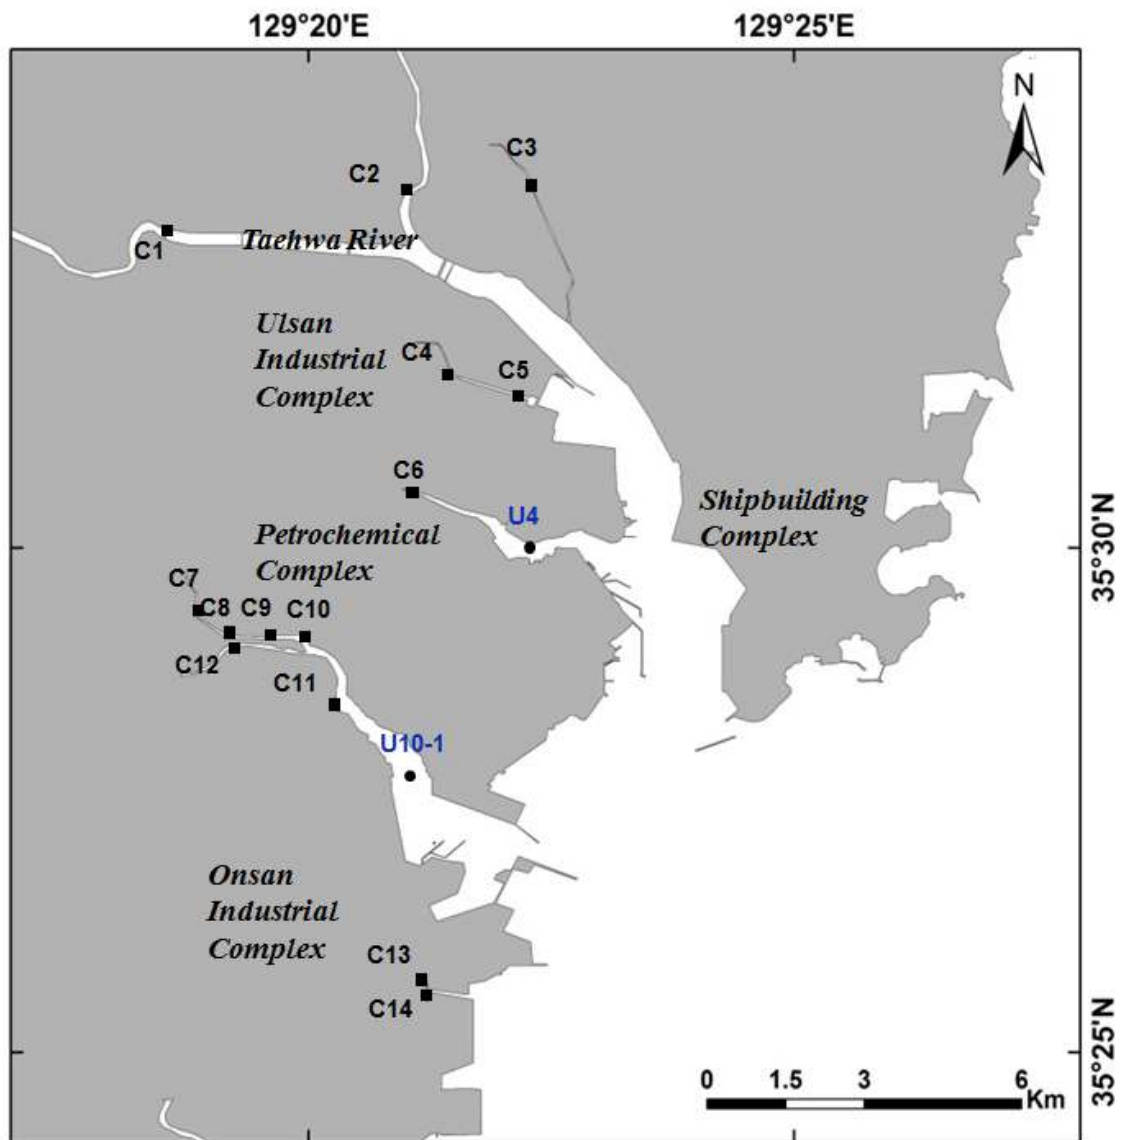 129°20'E
129°25'E
N
C3
C2
C1
Taehwa River
Ulsan
Industrial
Complex
C4
C5
C6
U4
Shipbuilding
Complex
Petrochemical
Complex
35°30'N
C7
C8
C9
C10
C12
C11
U10-1
Onsan
Industrial
Complex
C13
C14
35°25'N
0
1.5
3
6
Km